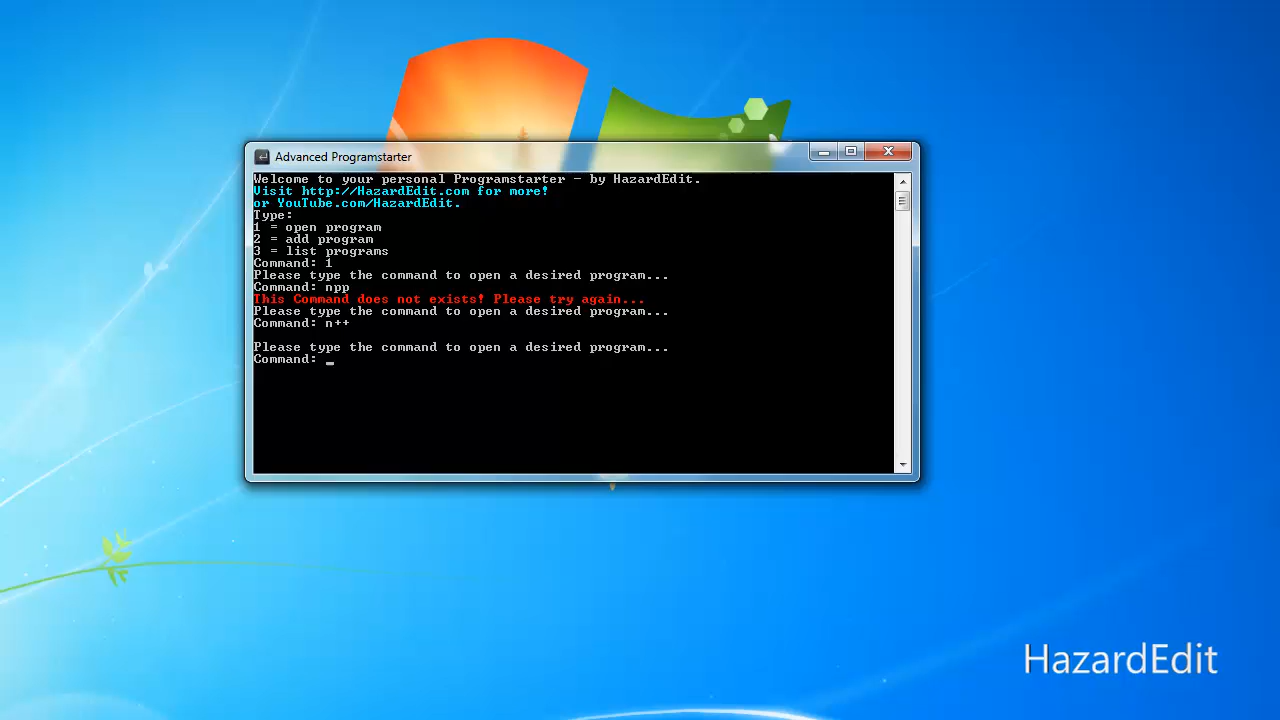 Advanced Programstarter
Welcome to your personal Programstarter - by HazardEdit.
Visit http://HazardEdit.com for more!
or YouTube.com/HazardEdit.
Type:
1 = open program
2 = add program
3 = list programs
Command: 1
Please type the command to open a desired program...
Command: npp
This Command does not exists! Please try again...
Please type the command to open a desired program...
Command: n++
Please type the command to open a desired program...
Command: _
HazardEdit